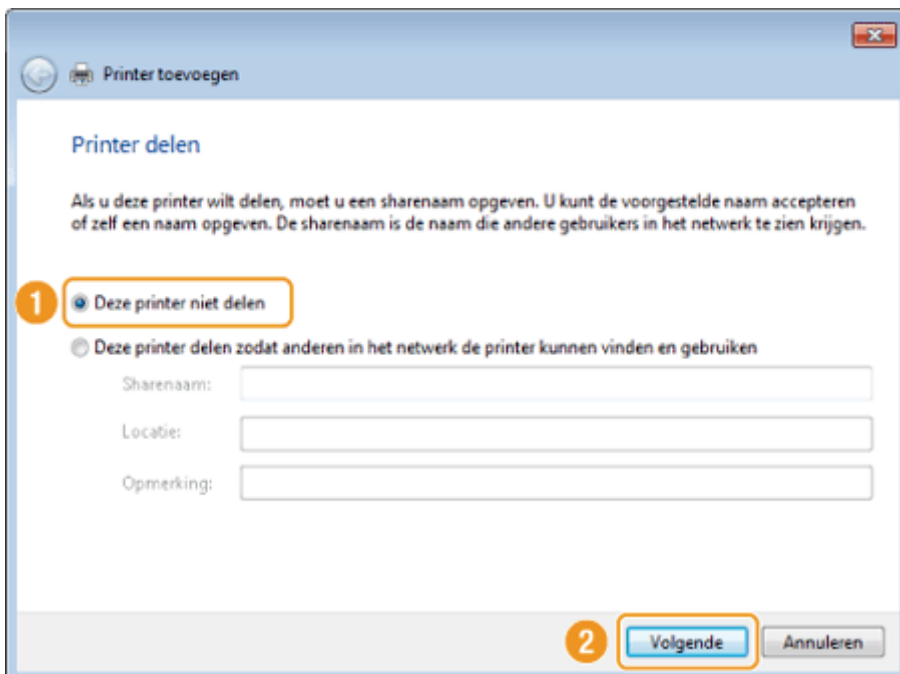 Printer toevoegen
Printer delen
Als u deze printer wilt delen, moet u een sharenaam opgeven. U kunt de voorgestelde naam accepteren
of zelf een naam opgeven. De sharenaam is de naam die andere gebruikers in het netwerk te zien krijgen.
1 Deze printer niet delen
Deze printer delen zodat anderen in het netwerk de printer kunnen vinden en gebruiken
Sharenaam:
Locatie:
Opmerking:
2 Volgende Annuleren